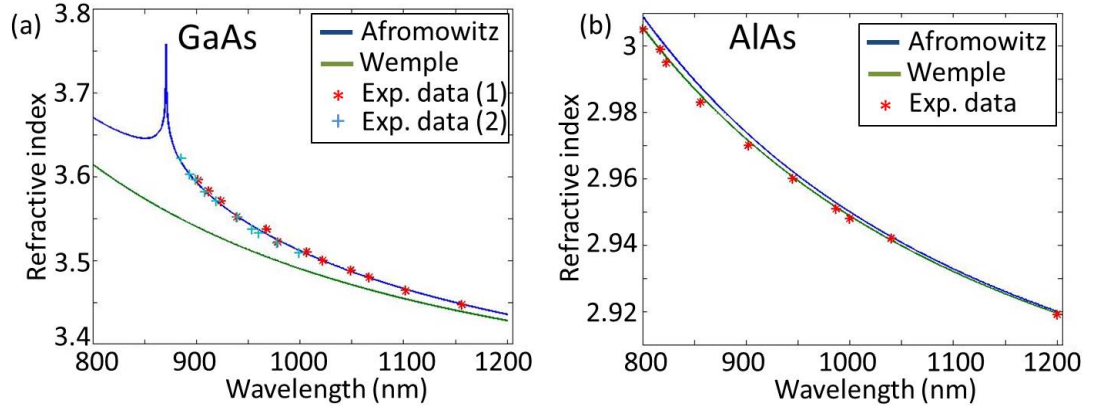 (a)
GaAs
Afromowitz
Wemple
Exp. data (1)
Exp. data (2)
3.8
3.7
3.6
3.5
3.4
Refractive index
800
900
1000
1100
1200
Wavelength (nm)
(b)
AlAs
Afromowitz
Wemple
Exp. data
3
2.98
2.96
2.94
2.92
Refractive index
800
900
1000
1100
1200
Wavelength (nm)